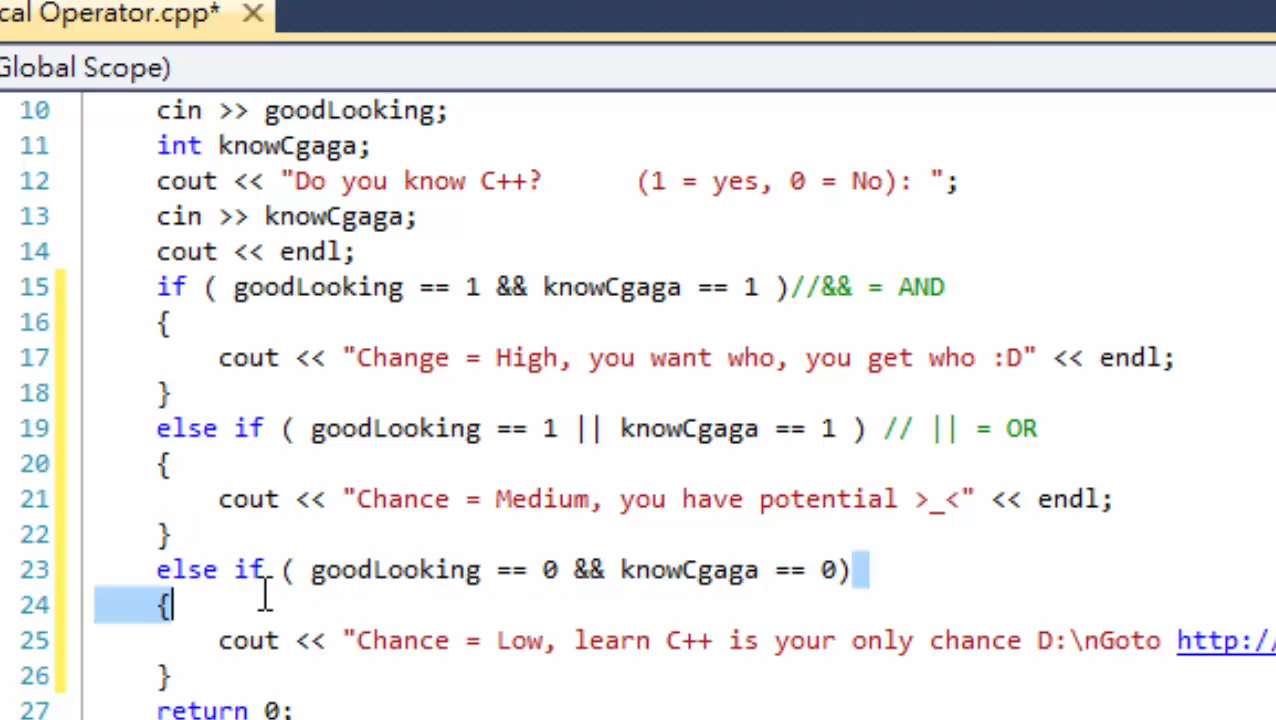 cal Operator.cpp* ✕
Global Scope)
10 cin >> goodLooking;
11 int knowCgaga;
12 cout << "Do you know C++?      (1 = yes, 0 = No): ";
13 cin >> knowCgaga;
14 cout << endl;
15 if ( goodLooking == 1 && knowCgaga == 1 )//&& = AND
16 {
17 cout << "Change = High, you want who, you get who :D" << endl;
18 }
19 else if ( goodLooking == 1 || knowCgaga == 1 ) // || = OR
20 {
21 cout << "Chance = Medium, you have potential >_<" << endl;
22 }
23 else if ( goodLooking == 0 && knowCgaga == 0)
24 {
25 cout << "Chance = Low, learn C++ is your only chance D:\nGoto http://
26 }
27 return 0;